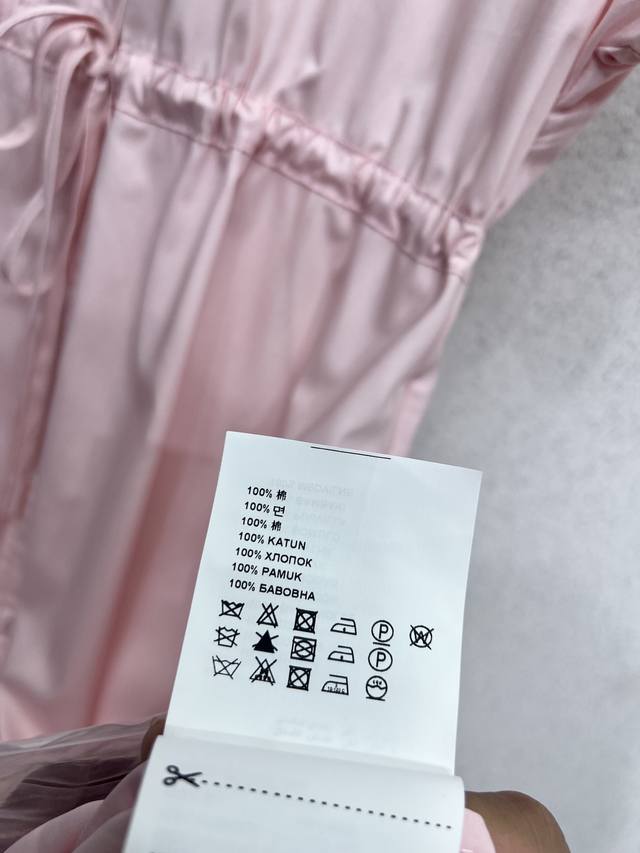 100% 棉
100% 면
100% 棉
100% KATUN
100% ХЛОПОК
100% PAMUK
100% БАВОВНА
P W
P